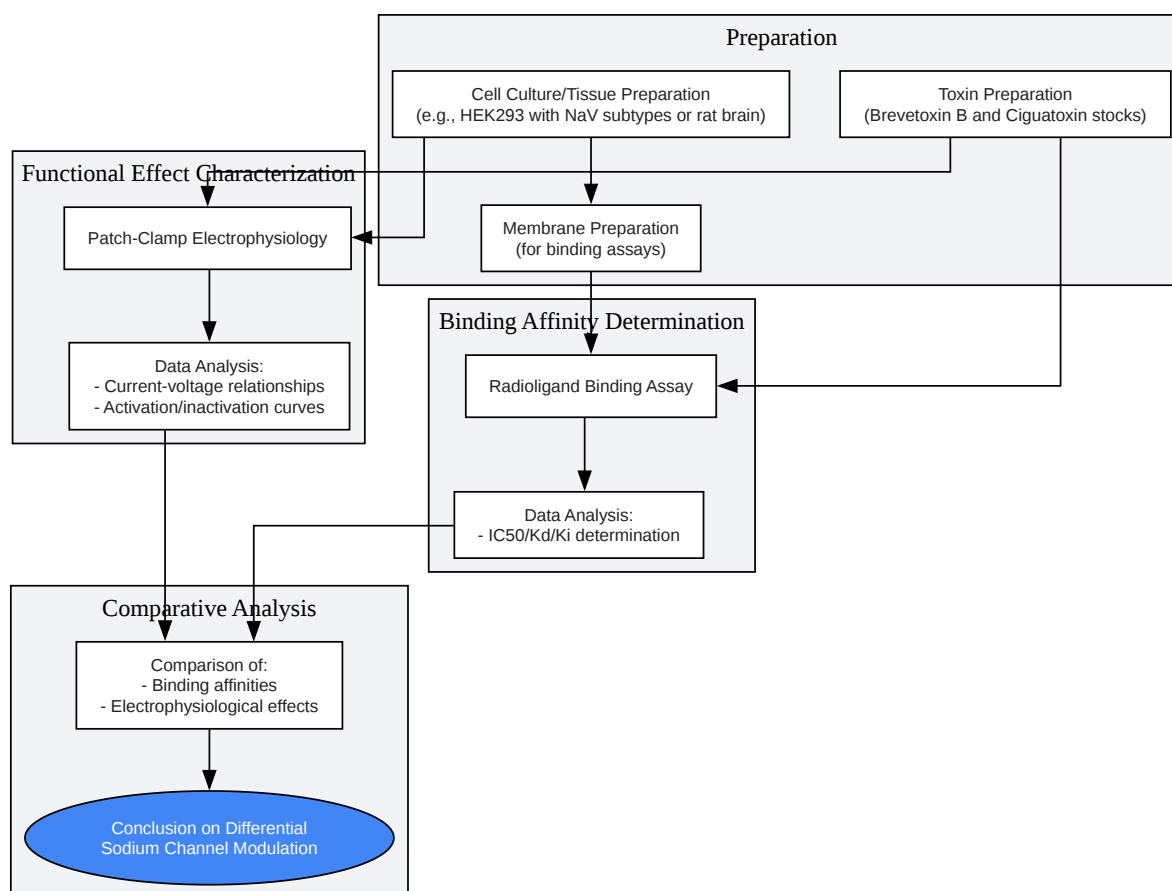 Preparation
Cell Culture/Tissue Preparation
(e.g., HEK293 with NaV subtypes or rat brain)
Toxin Preparation
(Brevetoxin B and Ciguatoxin stocks)
Functional Effect Characterization
Patch-Clamp Electrophysiology
Membrane Preparation
(for binding assays)
Data Analysis:
- Current-voltage relationships
- Activation/inactivation curves
Binding Affinity Determination
Radioligand Binding Assay
Data Analysis:
- IC50/Kd/Ki determination
Comparative Analysis
Comparison of:
- Binding affinities
- Electrophysiological effects
Conclusion on Differential
Sodium Channel Modulation